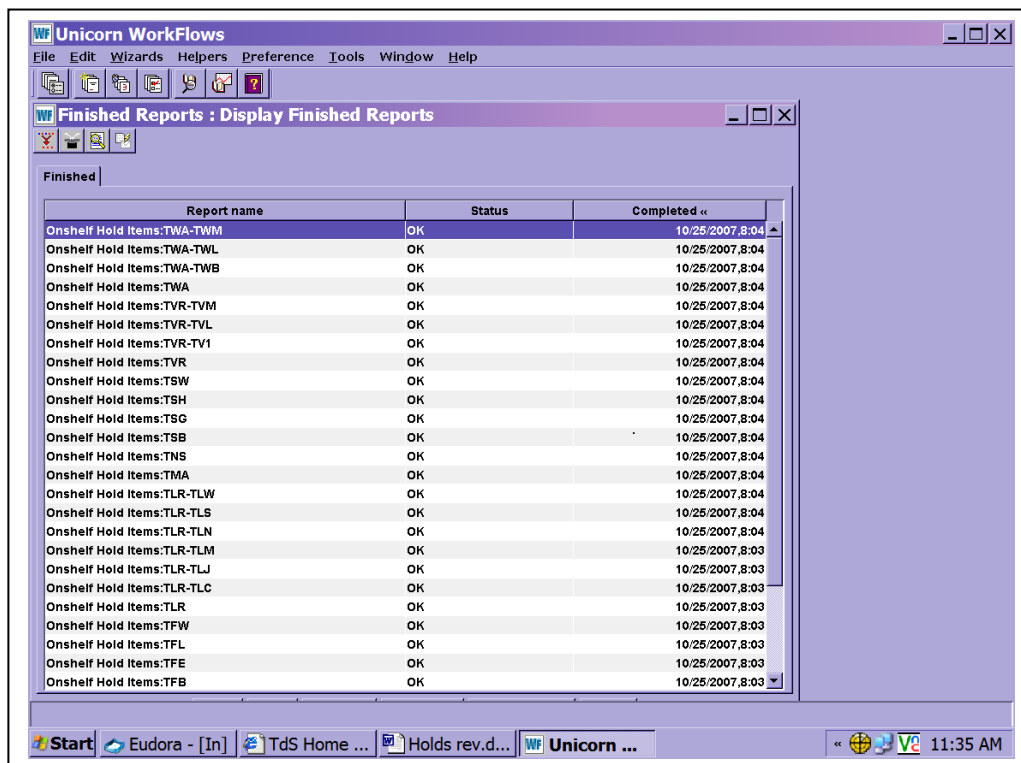 WF Unicorn WorkFlows
File Edit Wizards Helpers Preference Tools Window Help
WF Finished Reports : Display Finished Reports
Finished
Report name Status Completed «
Onshelf Hold Items:TWA-TWM OK 10/25/2007,8:04
Onshelf Hold Items:TWA-TWL OK 10/25/2007,8:04
Onshelf Hold Items:TWA-TWB OK 10/25/2007,8:04
Onshelf Hold Items:TWA OK 10/25/2007,8:04
Onshelf Hold Items:TVR-TVM OK 10/25/2007,8:04
Onshelf Hold Items:TVR-TVL OK 10/25/2007,8:04
Onshelf Hold Items:TVR-TV1 OK 10/25/2007,8:04
Onshelf Hold Items:TVR OK 10/25/2007,8:04
Onshelf Hold Items:TSW OK 10/25/2007,8:04
Onshelf Hold Items:TSH OK 10/25/2007,8:04
Onshelf Hold Items:TSG OK 10/25/2007,8:04
Onshelf Hold Items:TSB OK 10/25/2007,8:04
Onshelf Hold Items:TNS OK 10/25/2007,8:04
Onshelf Hold Items:TMA OK 10/25/2007,8:04
Onshelf Hold Items:TLR-TLW OK 10/25/2007,8:04
Onshelf Hold Items:TLR-TLS OK 10/25/2007,8:04
Onshelf Hold Items:TLR-TLN OK 10/25/2007,8:04
Onshelf Hold Items:TLR-TLM OK 10/25/2007,8:03
Onshelf Hold Items:TLR-TLJ OK 10/25/2007,8:03
Onshelf Hold Items:TLR-TLC OK 10/25/2007,8:03
Onshelf Hold Items:TLR OK 10/25/2007,8:03
Onshelf Hold Items:TFW OK 10/25/2007,8:03
Onshelf Hold Items:TFL OK 10/25/2007,8:03
Onshelf Hold Items:TFE OK 10/25/2007,8:03
Onshelf Hold Items:TFB OK 10/25/2007,8:03
Start Eudora - [In] TdS Home ... Holds rev.d... WF Unicorn ... « 11:35 AM